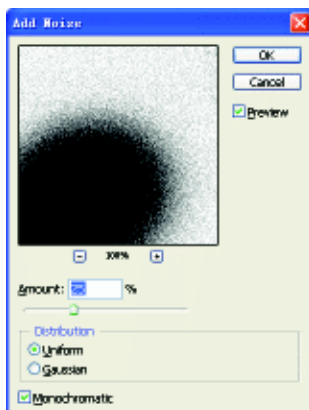 Add Noise
OK
Cancel
Preview
100%
Amount:
%
Distribution
Uniform
Gaussian
Monochromatic